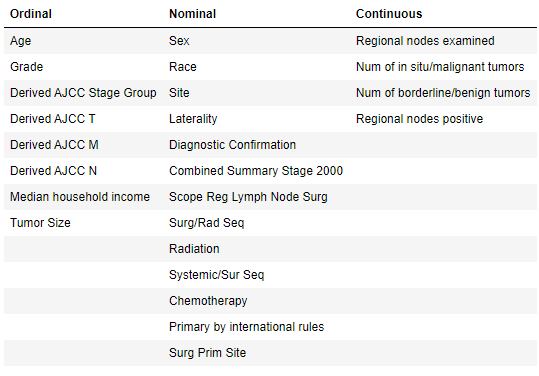 Ordinal Nominal Continuous
Age Sex Regional nodes examined
Grade Race Num of in situ/malignant tumors
Derived AJCC Stage Group Site Num of borderline/benign tumors
Derived AJCC T Laterality Regional nodes positive
Derived AJCC M Diagnostic Confirmation
Derived AJCC N Combined Summary Stage 2000
Median household income Scope Reg Lymph Node Surg
Tumor Size Surg/Rad Seq
Radiation
Systemic/Sur Seq
Chemotherapy
Primary by international rules
Surg Prim Site